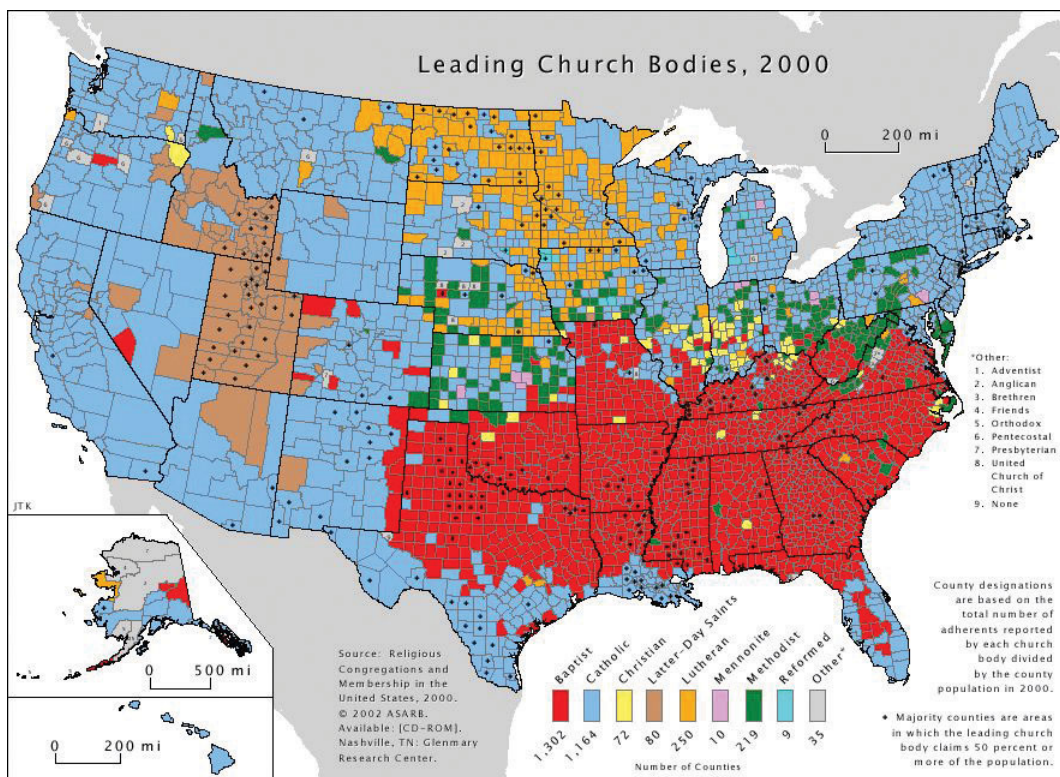 Leading Church Bodies, 2000
0 200 mi
*Other:
1. Adventist
2. Anglican
3. Brethren
4. Friends
5. Orthodox
6. Pentecostal
7. Presbyterian
8. United
Church of
Christ
9. None
JTK
0 500 mi
0 200 mi
Source: Religious
Congregations and
Membership in the
United States, 2000.
© 2002 ASARB.
Available: [CD-ROM].
Nashville, TN: Glenmary
Research Center.
Baptist
Catholic
Christian
Latter-Day Saints
Lutheran
Mennonite
Methodist
Reformed
Other*
1,302
1,164
72
80
250
10
219
9
35
Number of Counties
County designations
are based on the
total number of
adherents reported
by each church
body divided
by the county
population in 2000.
Majority counties are areas
in which the leading church
body claims 50 percent or
more of the population.